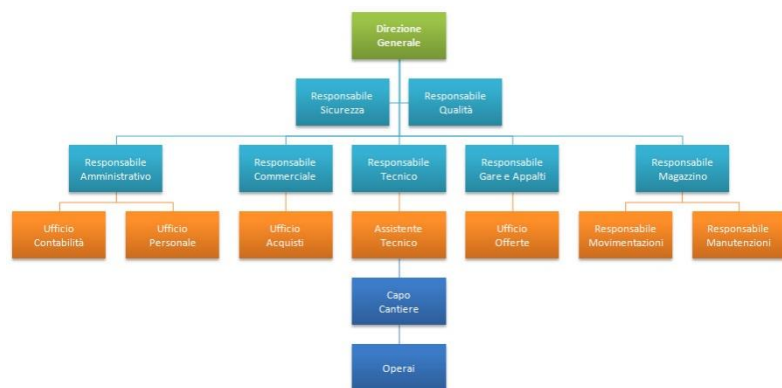 Direzione
Generale
Responsabile
Sicurezza
Responsabile
Qualità
Responsabile
Amministrativo
Responsabile
Commerciale
Responsabile
Tecnico
Responsabile
Gare e Appalti
Responsabile
Magazzino
Ufficio
Contabilità
Ufficio
Personale
Ufficio
Acquisti
Assistente
Tecnico
Ufficio
Offerte
Responsabile
Movimentazioni
Responsabile
Manutenzioni
Capo
Cantiere
Operai